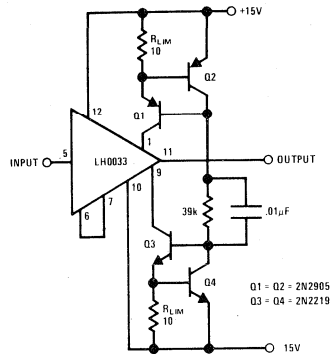 +15V
RLIM
10
Q2
12
Q1
1
INPUT
5
LH0033
11
OUTPUT
10
9
6
7
39k
.01μF
Q3
Q4
Q1 = Q2 = 2N2905
Q3 = Q4 = 2N2219
RLIM
10
15V